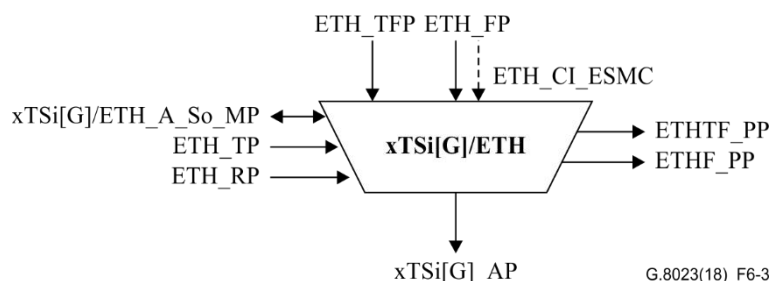 ETH_TFP ETH_FP
ETH_CI_ESMC
xTSi[G]/ETH_A_So_MP
ETH_TP
ETH_RP
xTSi[G]/ETH
ETHTF_PP
ETHF_PP
xTSi[G]_AP
G.8023(18)_F6-3